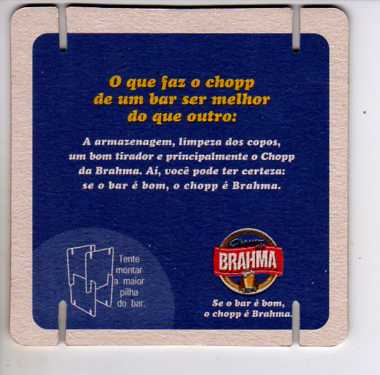 O que faz o chopp
de um bar ser melhor
do que outro:
A armazenagem, limpeza dos copos,
um bom tirador e principalmente o Chopp
da Brahma. Aí, você pode ter certeza:
se o bar é bom, o chopp é Brahma.
Tente
montar
a maior
pilha
do bar.
Chopp
BRAHMA
Se o bar é bom,
o chopp é Brahma.